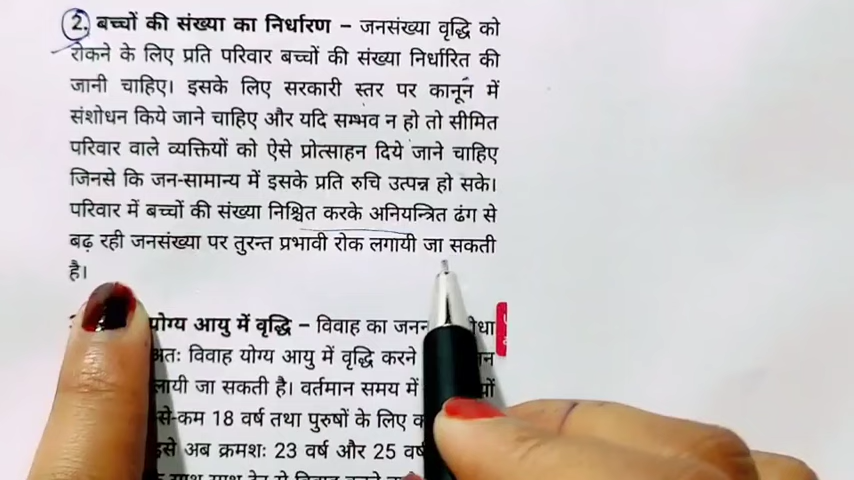 2. बच्चों की संख्या का निर्धारण – जनसंख्या वृद्धि को
रोकने के लिए प्रति परिवार बच्चों की संख्या निर्धारित की
जानी चाहिए। इसके लिए सरकारी स्तर पर कानून में
संशोधन किये जाने चाहिए और यदि सम्भव न हो तो सीमित
परिवार वाले व्यक्तियों को ऐसे प्रोत्साहन दिये जाने चाहिए
जिनसे कि जन-सामान्य में इसके प्रति रुचि उत्पन्न हो सके।
परिवार में बच्चों की संख्या निश्चित करके अनियन्त्रित ढंग से
बढ़ रही जनसंख्या पर तुरन्त प्रभावी रोक लगायी जा सकती
है।
योग्य आयु में वृद्धि – विवाह का
अतः विवाह योग्य आयु में वृद्धि करने
जा सकती है। वर्तमान समय में
18 वर्ष तथा पुरुषों के लिए
अब क्रमशः 23 वर्ष और 25 वर्ष